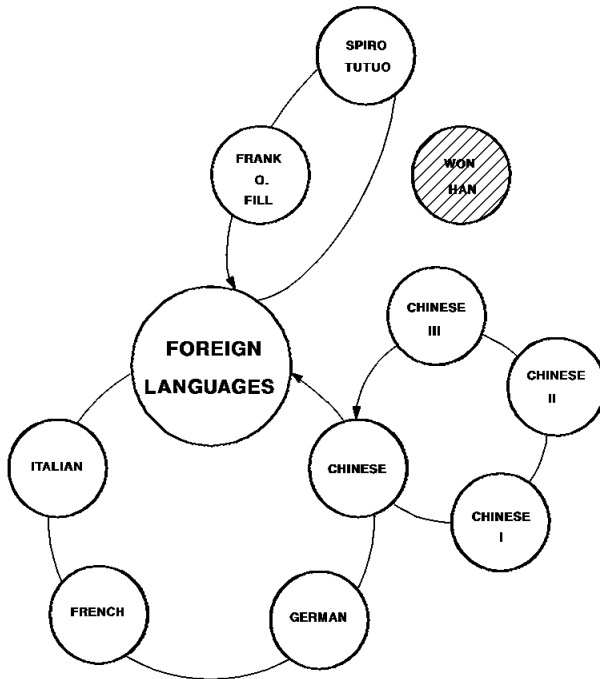 SPIRO
TUTUO
FRANK
Q.
FILL
WON
HAN
CHINESE
III
FOREIGN
LANGUAGES
CHINESE
II
ITALIAN
CHINESE
CHINESE
I
FRENCH
GERMAN